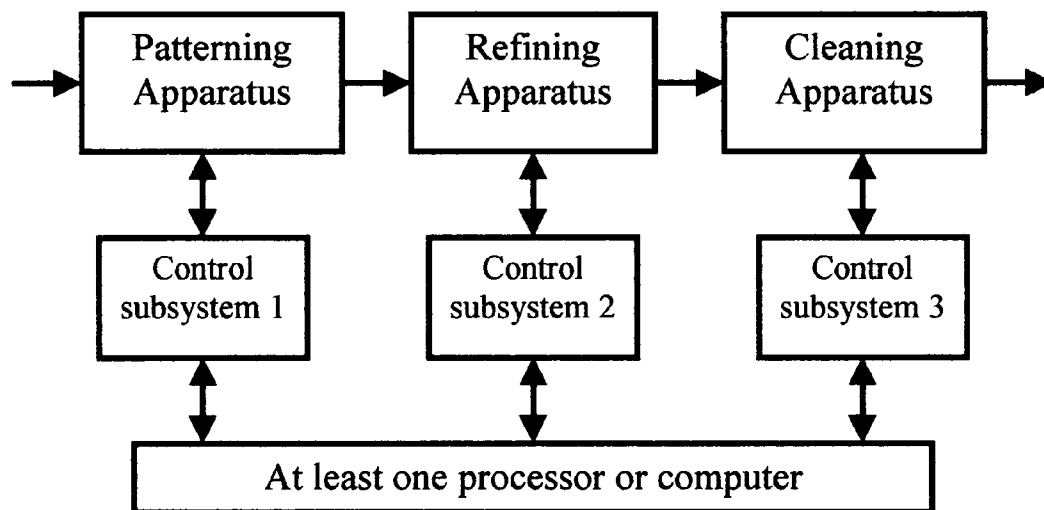 Patterning
Apparatus
Refining
Apparatus
Cleaning
Apparatus
Control
subsystem 1
Control
subsystem 2
Control
subsystem 3
At least one processor or computer